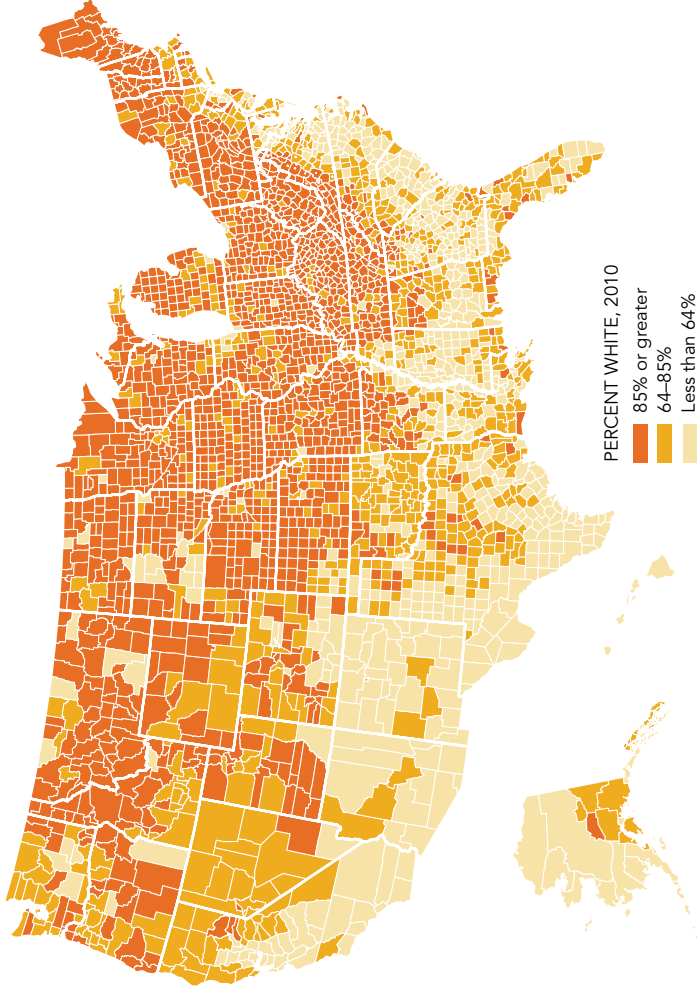 PERCENT WHITE, 2010
85% or greater
64–85%
Less than 64%